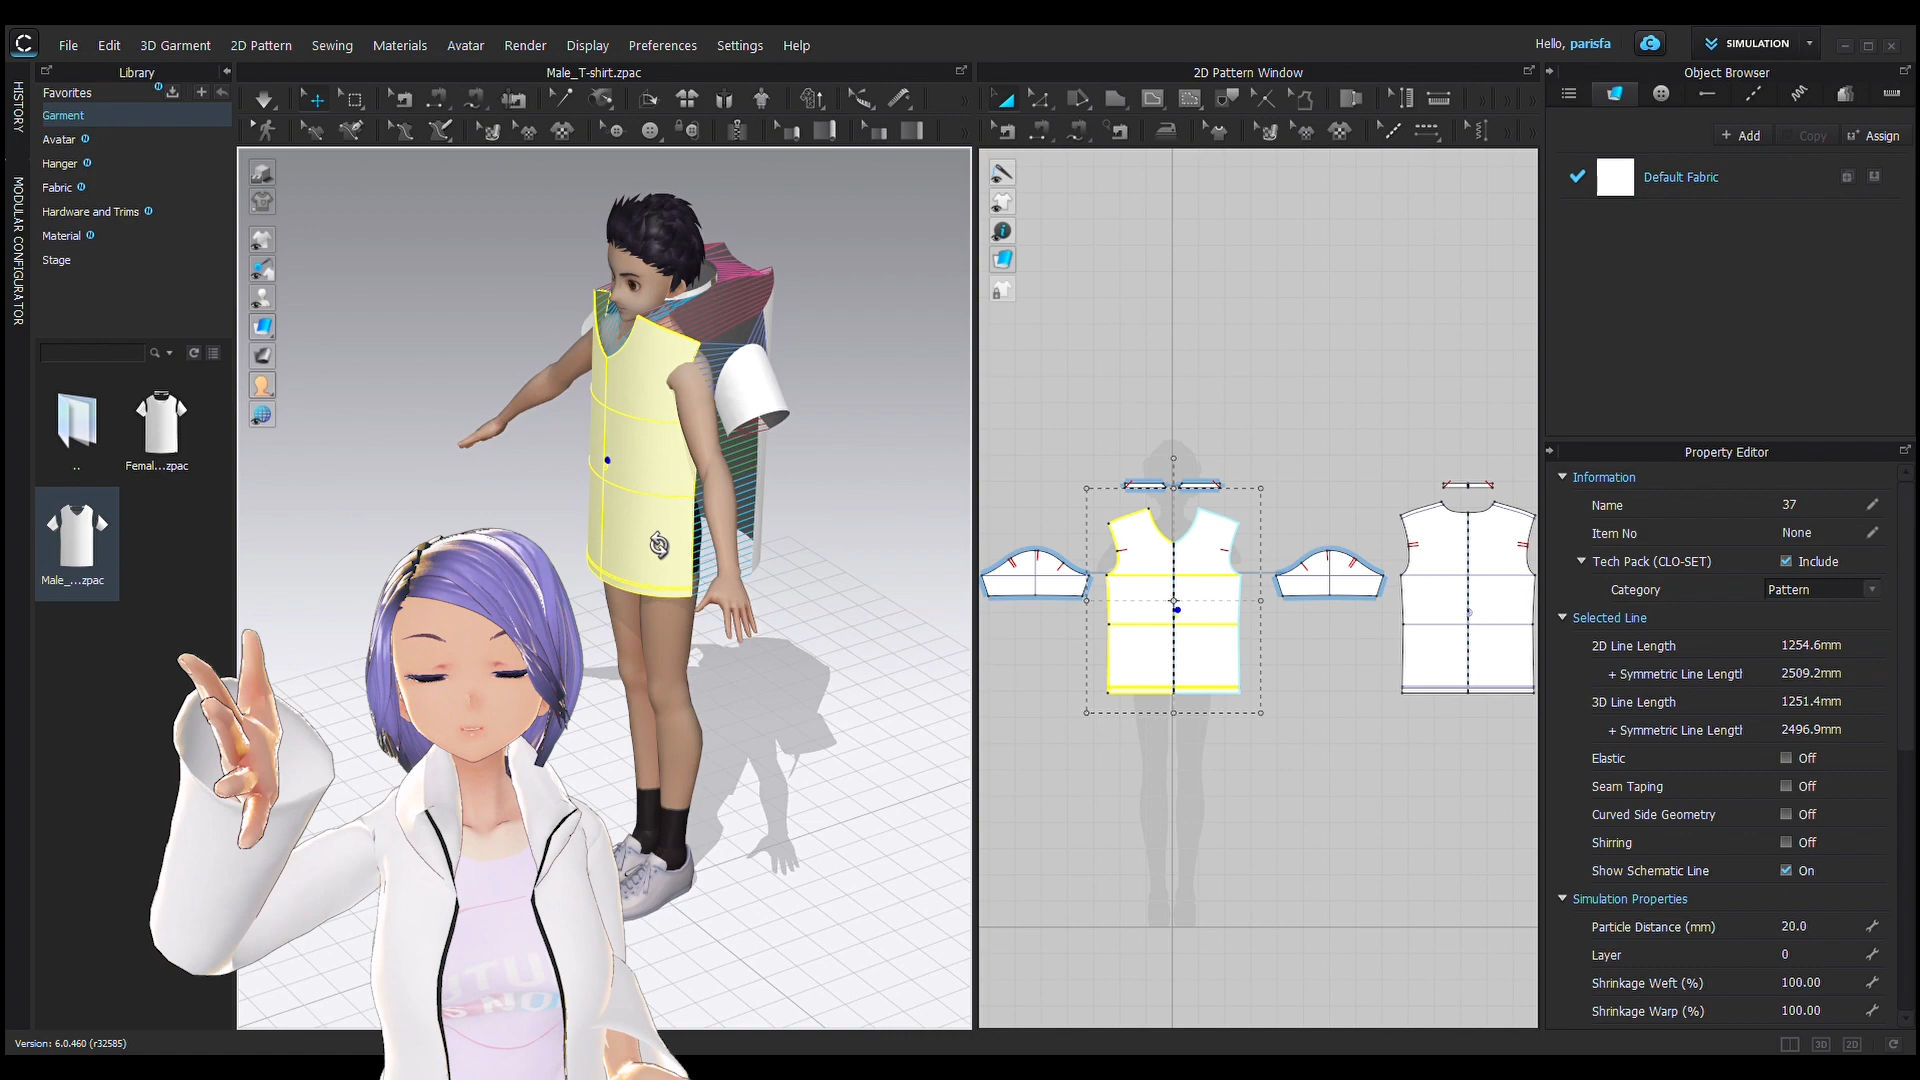 File Edit 3D Garment 2D Pattern Sewing Materials Avatar Render Display Preferences Settings Help
Hello, parisfa
SIMULATION
HISTORY
MODULAR CONFIGURATOR
Library
Favorites
Garment
Avatar
Hanger
Fabric
Hardware and Trims
Material
Stage
..
Femal...zpac
Male_...zpac
Male_T-shirt.zpac
2D Pattern Window
Object Browser
+ Add Copy Assign
Default Fabric
Property Editor
Information
Name 37
Item No None
Tech Pack (CLO-SET) Include
Category Pattern
Selected Line
2D Line Length 1254.6mm
+ Symmetric Line Length 2509.2mm
3D Line Length 1251.4mm
+ Symmetric Line Length 2496.9mm
Elastic Off
Seam Taping Off
Curved Side Geometry Off
Shirring Off
Show Schematic Line On
Simulation Properties
Particle Distance (mm) 20.0
Layer 0
Shrinkage Weft (%) 100.00
Shrinkage Warp (%) 100.00
Version: 6.0.460 (r32585)
3D 2D